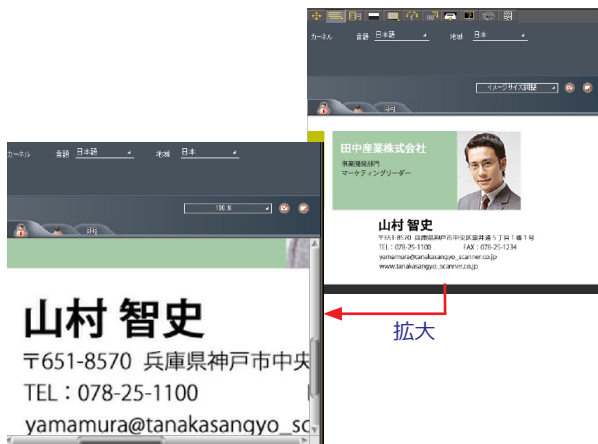 カーネル 言語 日本語 地域 日本
イメージサイズ調整
田中産業株式会社
事業開発部門
マーケティングリーダー
山村 智史
〒651-8570 兵庫県神戸市中央区雲井通5丁目1番1号
TEL：078-25-1100 FAX：078-25-1234
yamamura@tanakasangyo_scanner.co.jp
www.tanakasangyo_scanner.co.jp
拡大
カーネル 言語 日本語 地域 日本
100 %
山村 智史
〒651-8570 兵庫県神戸市中央
TEL：078-25-1100
yamamura@tanakasangyo_sc